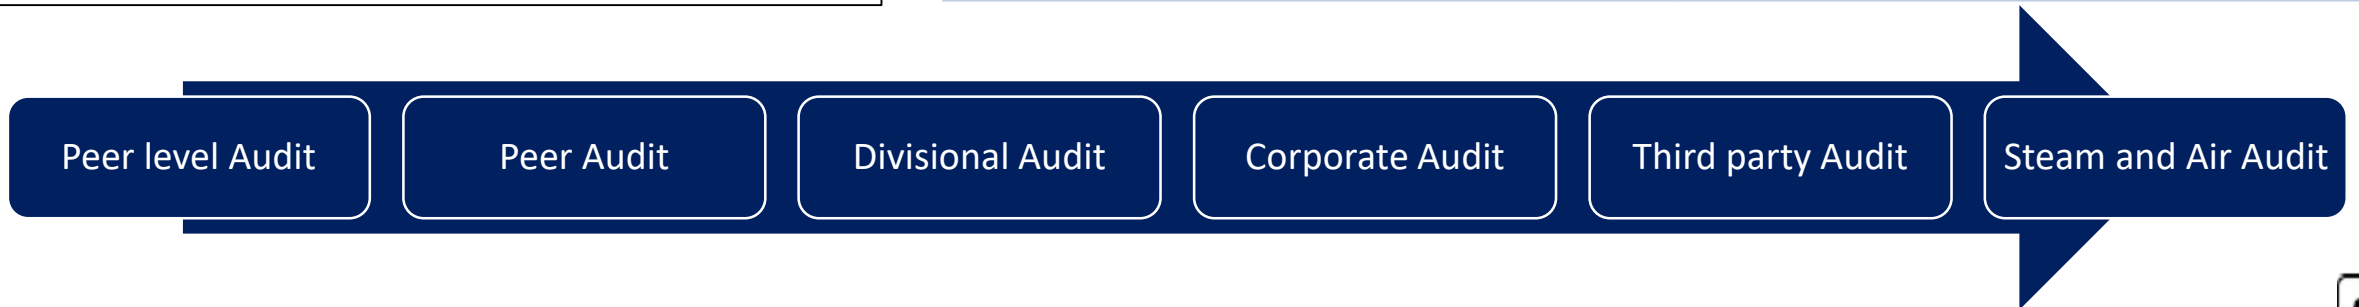 Peer level Audit
Peer Audit
Divisional Audit
Corporate Audit
Third party Audit
Steam and Air Audit